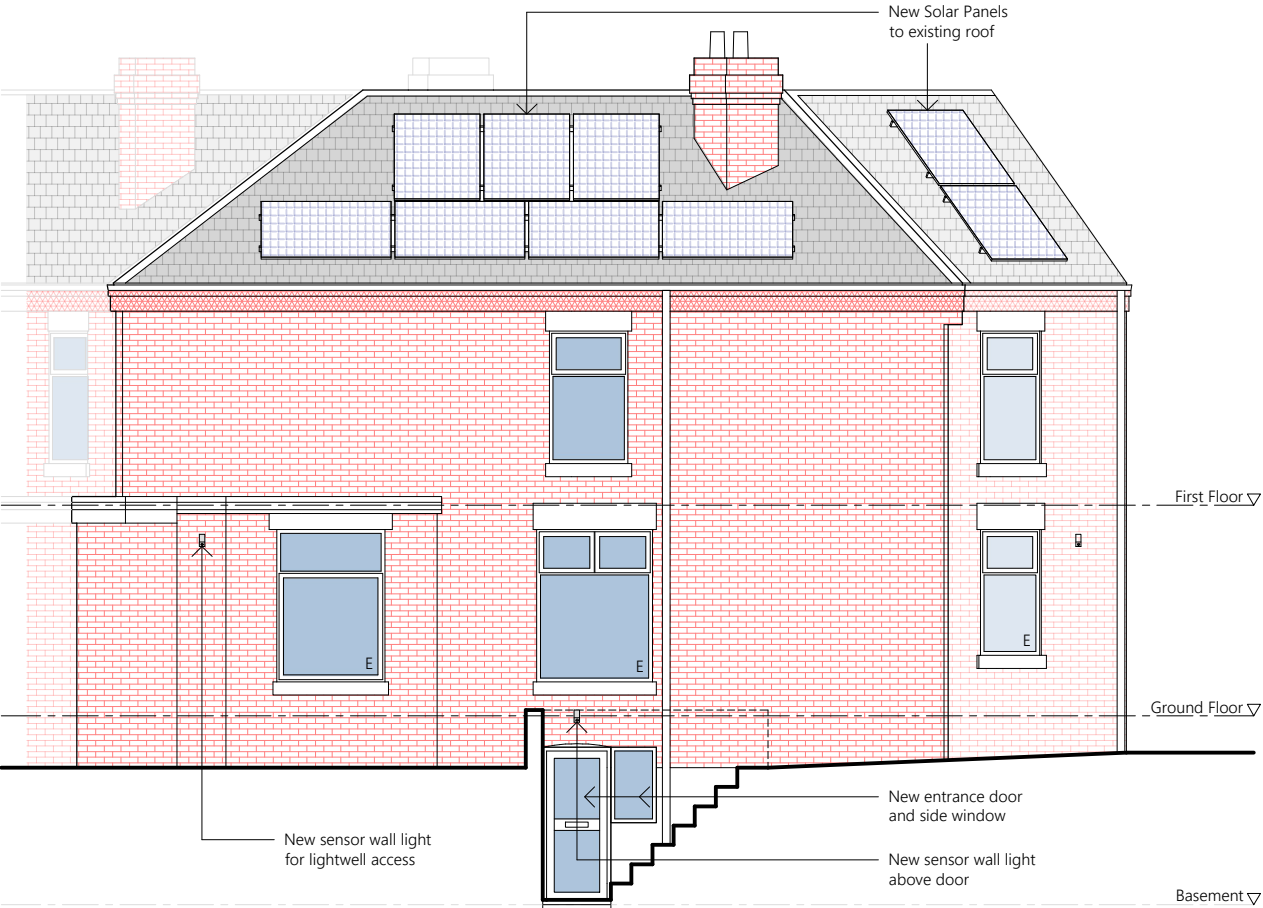 New Solar Panels
to existing roof
First Floor
E
E
E
Ground Floor
New entrance door
and side window
New sensor wall light
for lightwell access
New sensor wall light
above door
Basement